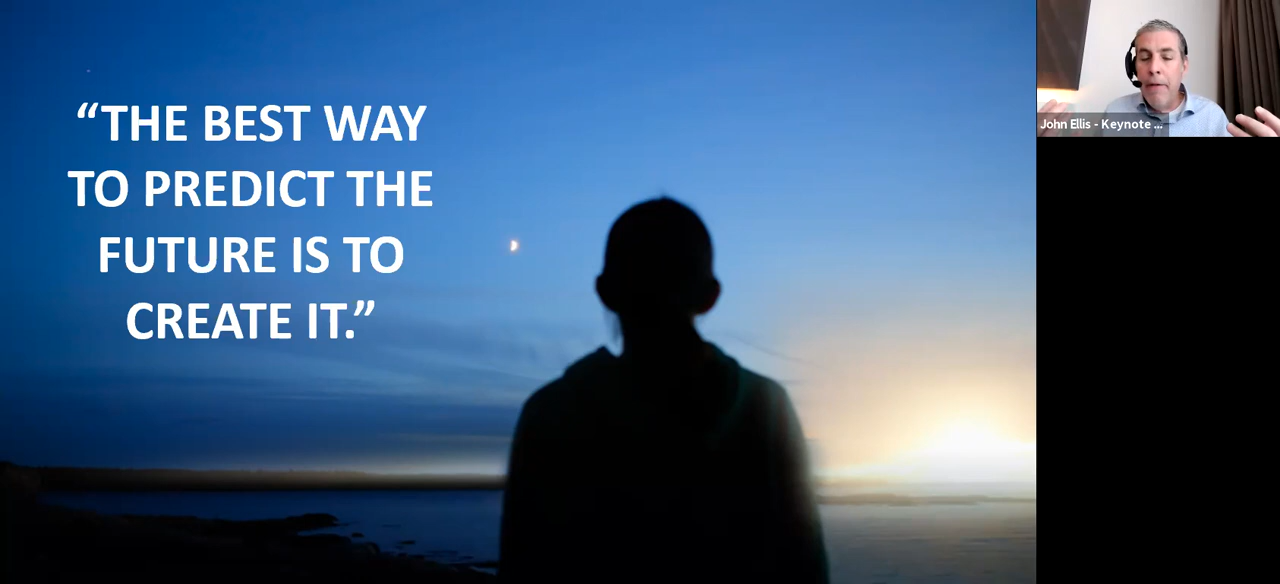 “THE BEST WAY
TO PREDICT THE
FUTURE IS TO
CREATE IT.”
John Ellis - Keynote ...